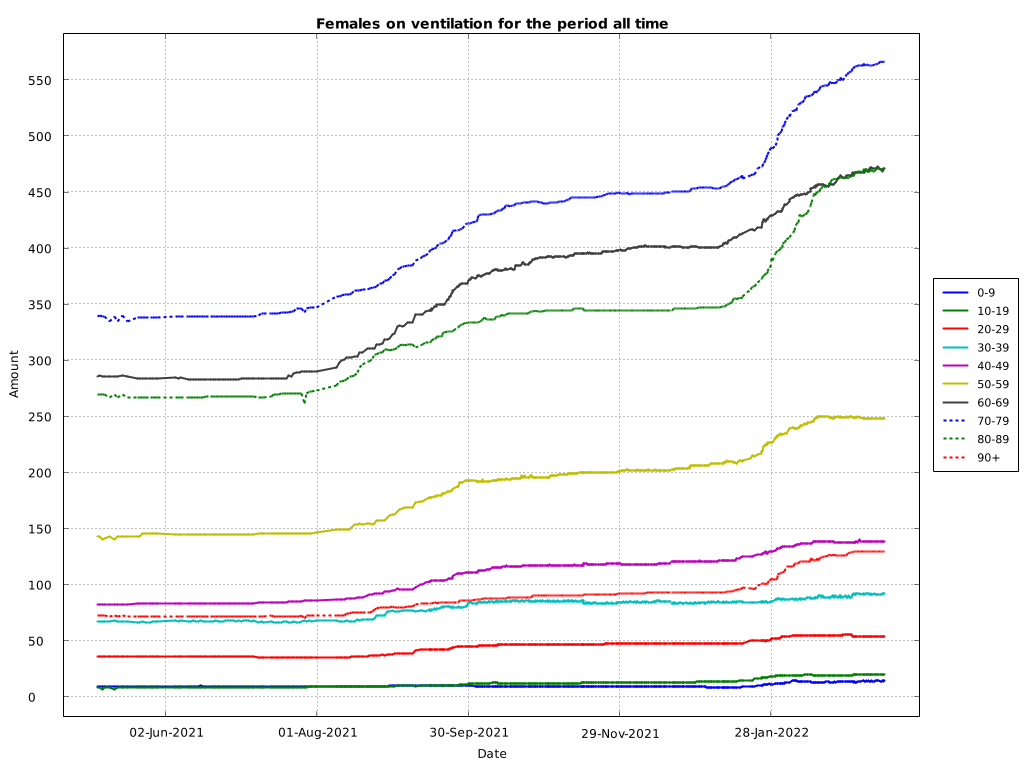 Females on ventilation for the period all time
550
500
450
400
350
300
250
200
150
100
50
0
Amount
02-Jun-2021
01-Aug-2021
30-Sep-2021
29-Nov-2021
28-Jan-2022
Date
0-9
10-19
20-29
30-39
40-49
50-59
60-69
70-79
80-89
90+